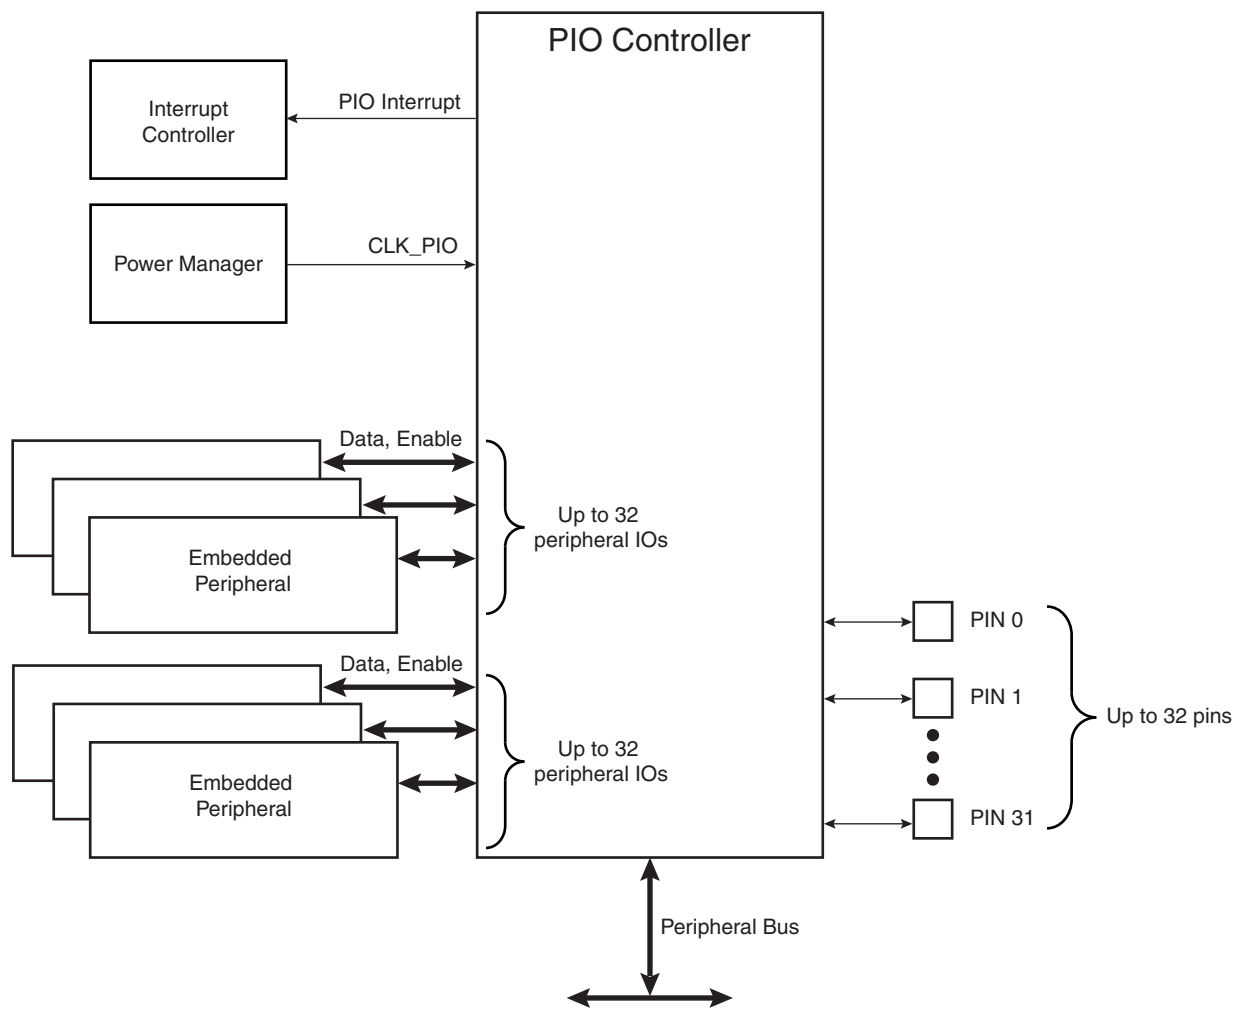 PIO Controller
PIO Interrupt
Interrupt
Controller
CLK_PIO
Power Manager
Data, Enable
Up to 32
peripheral IOs
Embedded
Peripheral
PIN 0
Data, Enable
PIN 1
Up to 32 pins
Up to 32
peripheral IOs
Embedded
Peripheral
PIN 31
Peripheral Bus